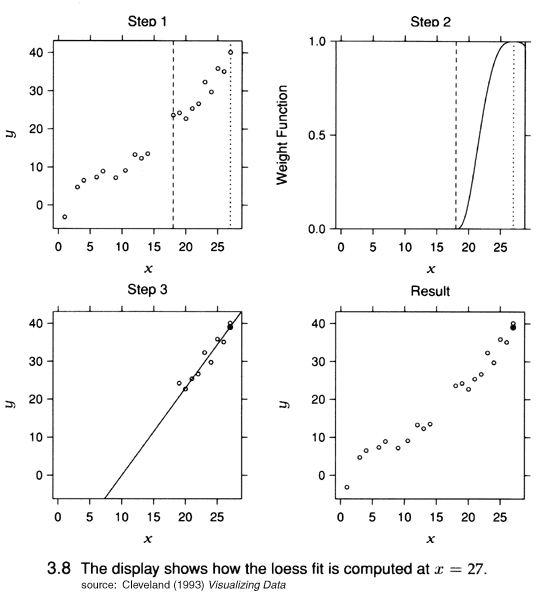 Step 1
Step 2
40
30
20
10
0
y
0 5 10 15 20 25
x
1.0
0.5
0.0
Weight Function
0 5 10 15 20 25
x
Step 3
Result
40
30
20
10
0
y
0 5 10 15 20 25
x
40
30
20
10
0
y
0 5 10 15 20 25
x
3.8 The display shows how the loess fit is computed at x = 27.
source: Cleveland (1993) Visualizing Data